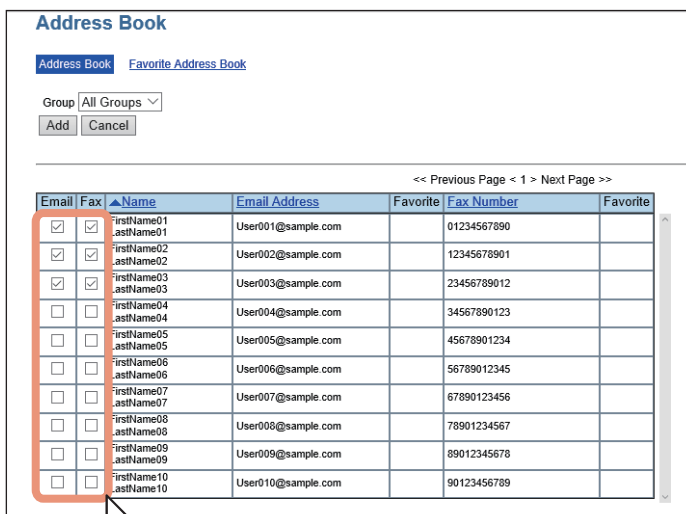 Address Book
Address Book Favorite Address Book
Group All Groups
Add Cancel
<< Previous Page < 1 > Next Page >>
Email Fax Name Email Address Favorite Fax Number Favorite
FirstName01
LastName01 User001@sample.com 01234567890
FirstName02
LastName02 User002@sample.com 12345678901
FirstName03
LastName03 User003@sample.com 23456789012
FirstName04
LastName04 User004@sample.com 34567890123
FirstName05
LastName05 User005@sample.com 45678901234
FirstName06
LastName06 User006@sample.com 56789012345
FirstName07
LastName07 User007@sample.com 67890123456
FirstName08
LastName08 User008@sample.com 78901234567
FirstName09
LastName09 User009@sample.com 89012345678
FirstName10
LastName10 User010@sample.com 90123456789